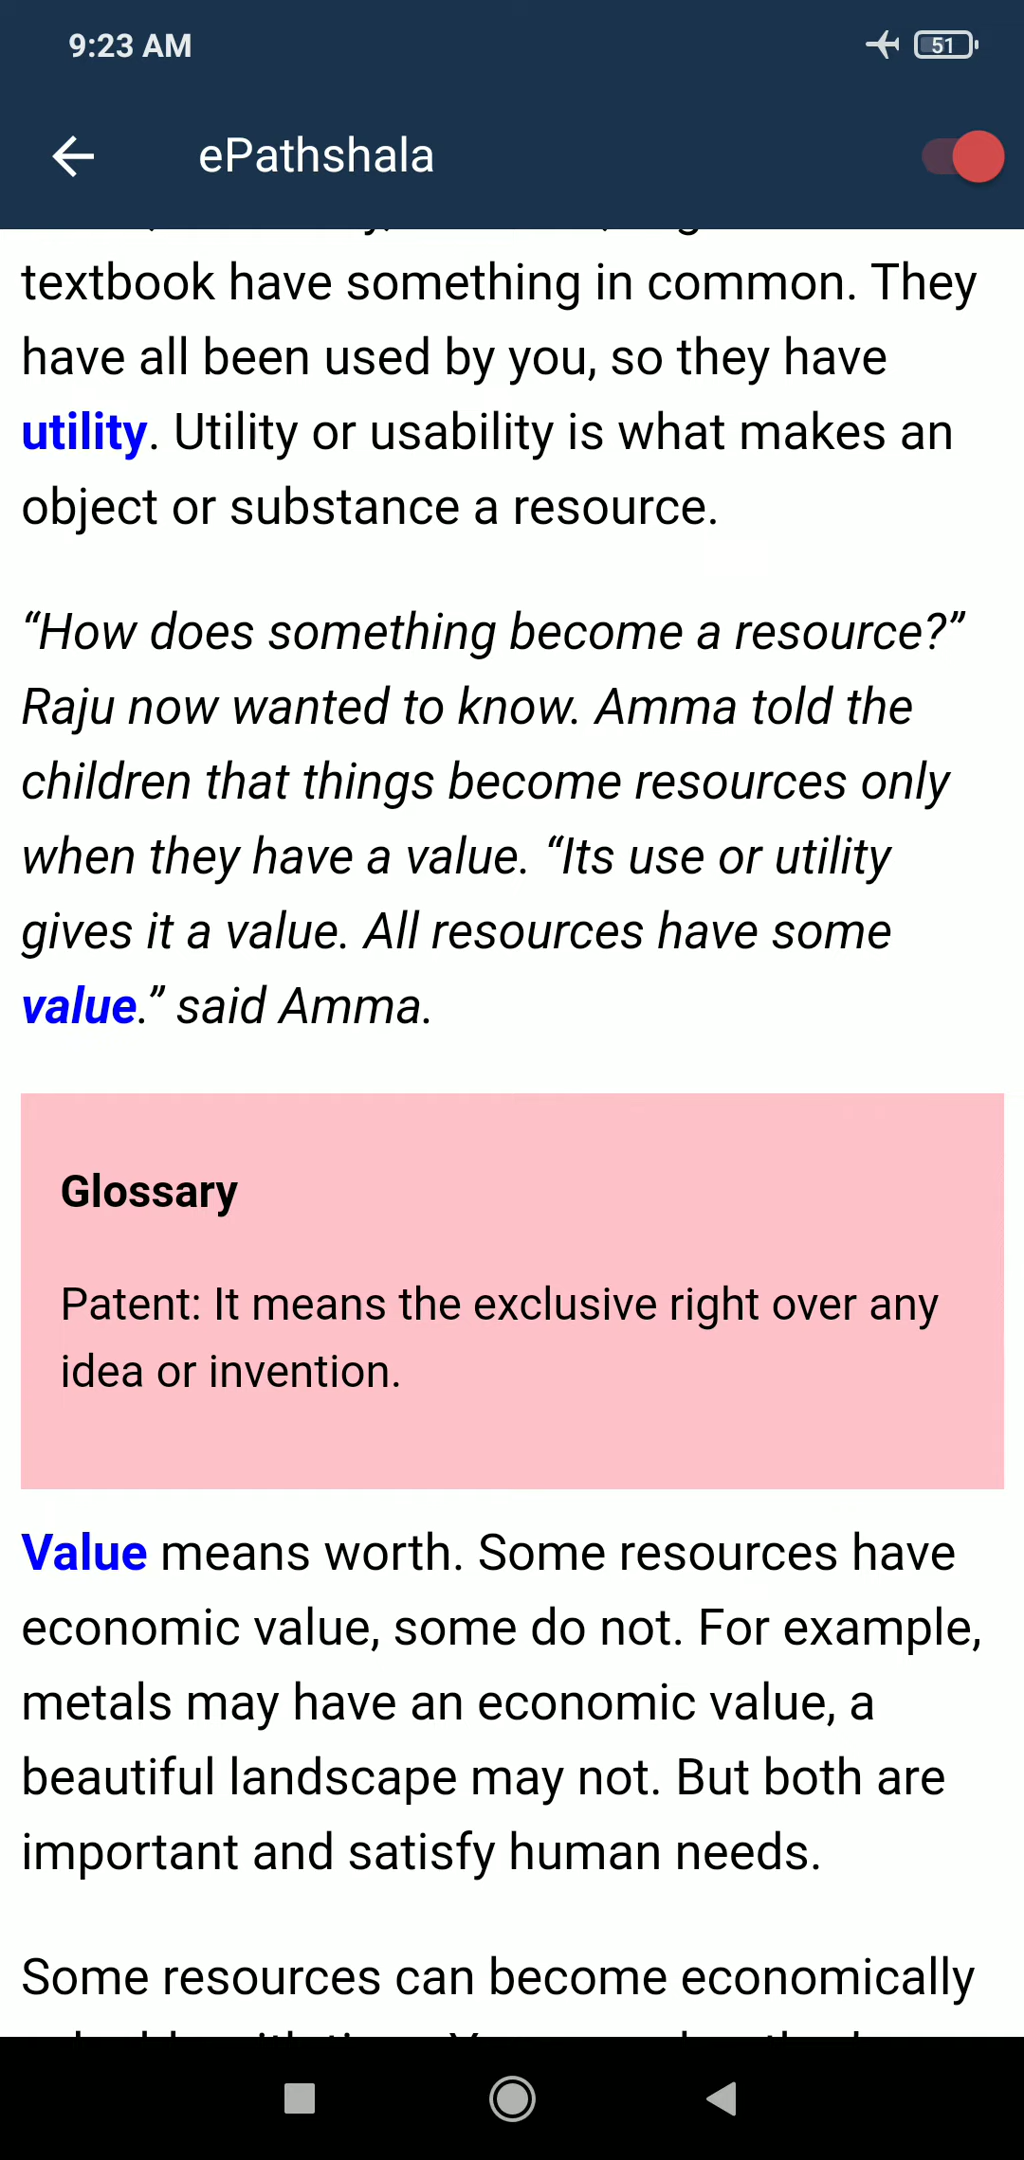 9:23 AM
51
ePathshala
textbook have something in common. They
have all been used by you, so they have
utility. Utility or usability is what makes an
object or substance a resource.
“How does something become a resource?”
Raju now wanted to know. Amma told the
children that things become resources only
when they have a value. “Its use or utility
gives it a value. All resources have some
value.” said Amma.
Glossary
Patent: It means the exclusive right over any
idea or invention.
Value means worth. Some resources have
economic value, some do not. For example,
metals may have an economic value, a
beautiful landscape may not. But both are
important and satisfy human needs.
Some resources can become economically